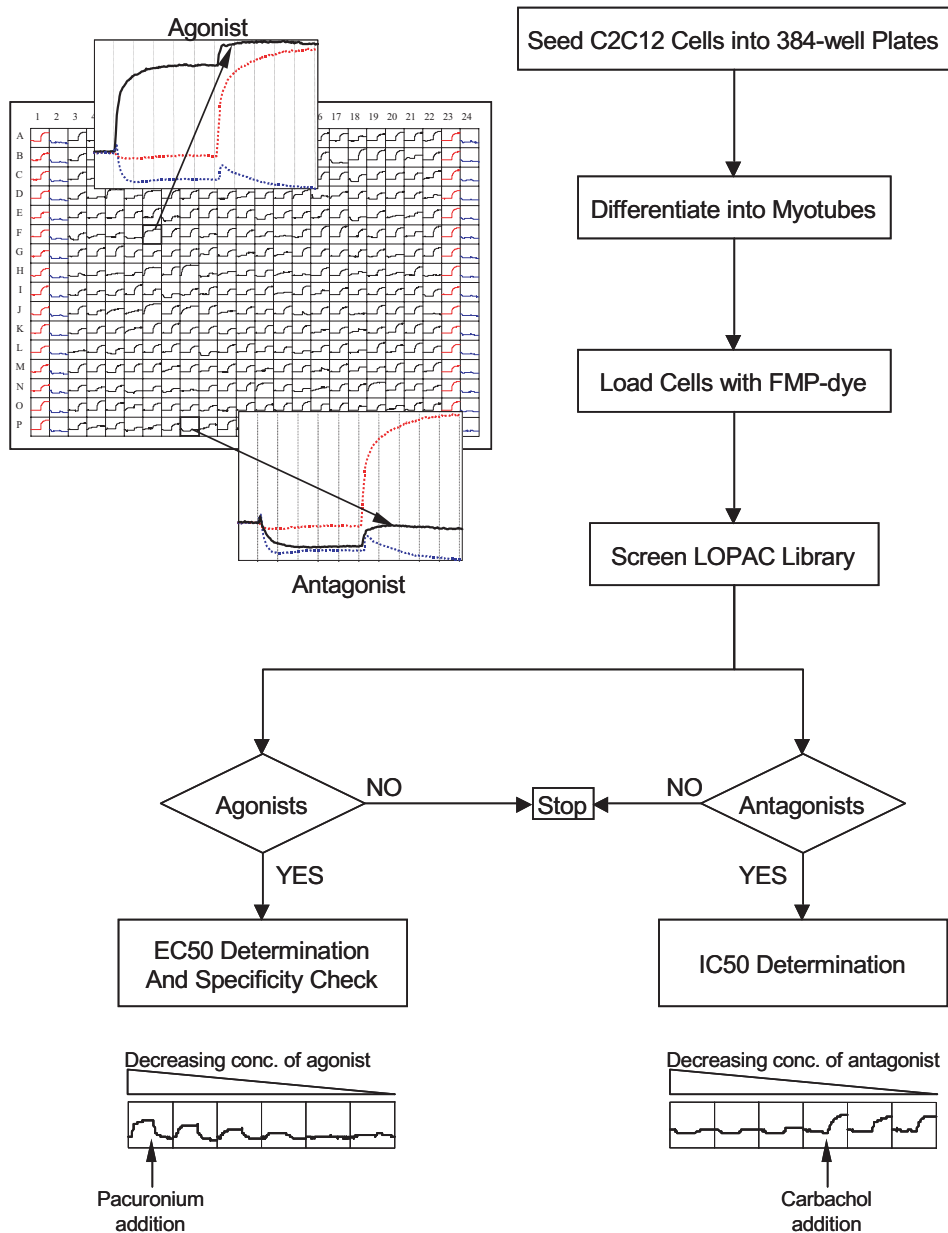 Agonist
1 2 3 4 16 17 18 19 20 21 22 23 24
A
B
C
D
E
F
G
H
I
J
K
L
M
N
O
P
Antagonist
Seed C2C12 Cells into 384-well Plates
Differentiate into Myotubes
Load Cells with FMP-dye
Screen LOPAC Library
Agonists
NO
Stop
NO
Antagonists
YES
YES
EC50 Determination
And Specificity Check
IC50 Determination
Decreasing conc. of agonist
Decreasing conc. of antagonist
Pacuronium
addition
Carbachol
addition